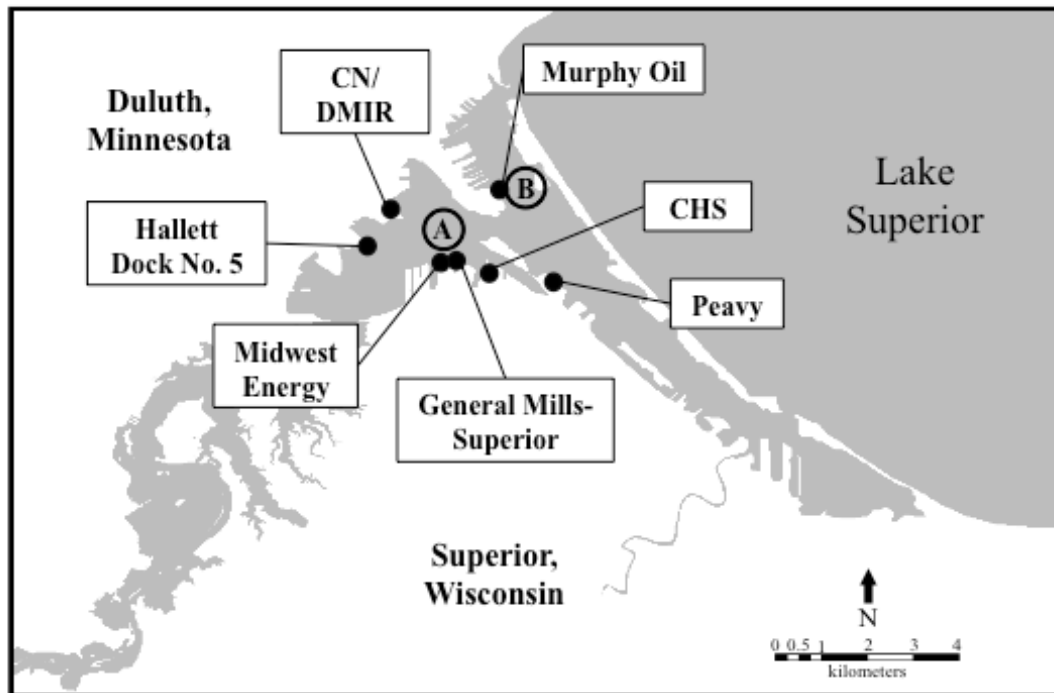 CN/
DMIR
Murphy Oil
Duluth,
Minnesota
Lake
Superior
B
CHS
A
Hallett
Dock No. 5
Peavy
Midwest
Energy
General Mills-
Superior
Superior,
Wisconsin
N
0 0.5 1 2 3 4
kilometers